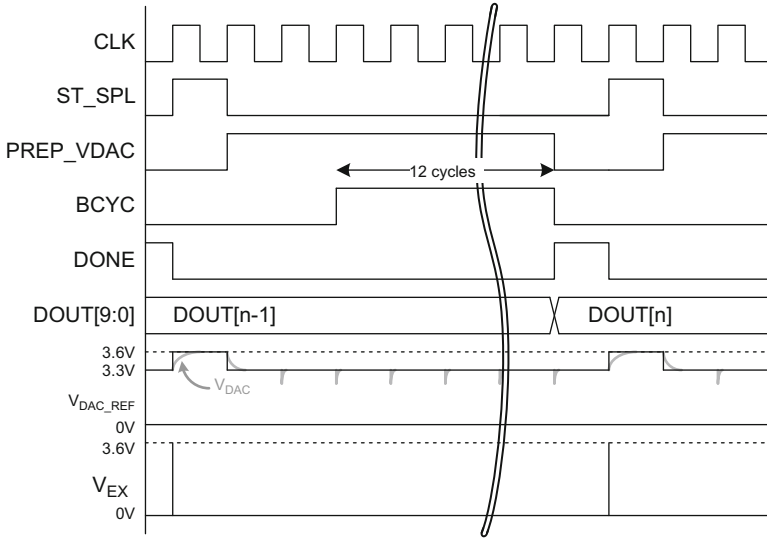 CLK
ST_SPL
PREP_VDAC
12 cycles
BCYC
DONE
DOUT[9:0]
DOUT[n-1]
DOUT[n]
3.6V
3.3V
VDAC
VDAC_REF
0V
3.6V
VEX
0V